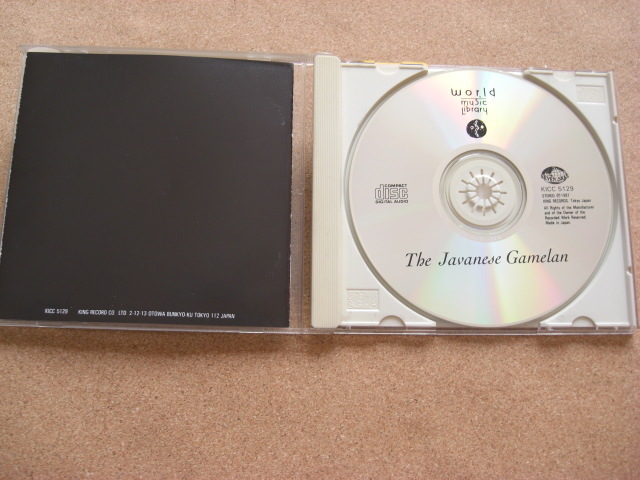 KICC 5129 KING RECORD CO. LTD. 2-12-13 OTOWA BUNKYO-KU TOKYO 112 JAPAN
world
music
library
COMPACT
disc
DIGITAL AUDIO
KICC 5129
KING RECORDS, Tokyo Japan
All Rights of the Manufacturer
and of the Owner of the
Recorded Work Reserved.
Made in Japan.
The Javanese Gamelan